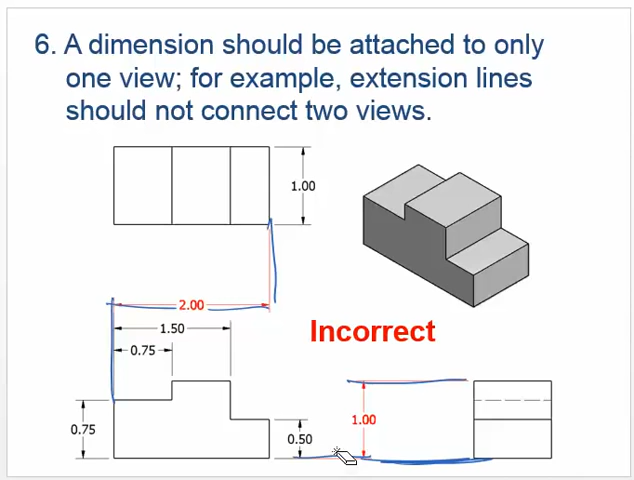 6. A dimension should be attached to only
one view; for example, extension lines
should not connect two views.
1.00
2.00
1.50
Incorrect
0.75
1.00
0.75
0.50